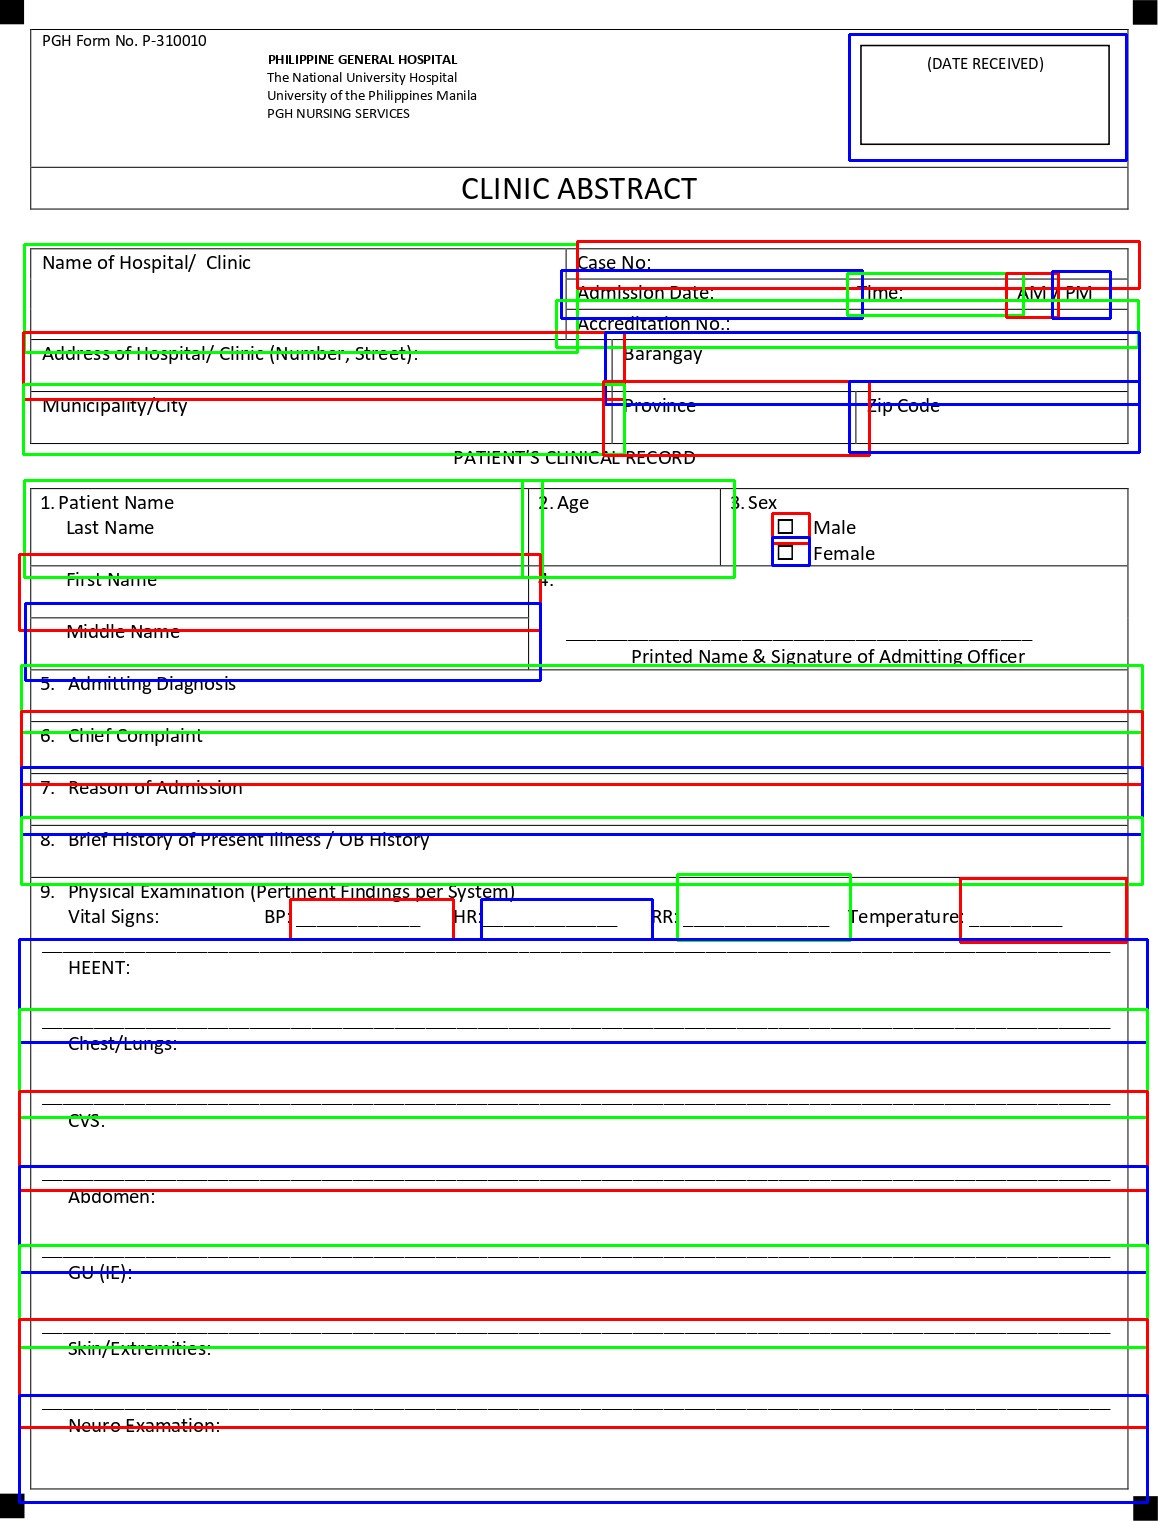 PGH Form No. P-310010
PHILIPPINE GENERAL HOSPITAL
The National University Hospital
University of the Philippines Manila
PGH NURSING SERVICES
(DATE RECEIVED)
CLINIC ABSTRACT
Name of Hospital/ Clinic
Case No:
Admission Date: Time: AM / PM
Accreditation No.:
Address of Hospital/ Clinic (Number, Street): Barangay
Municipality/City Province Zip Code
PATIENT'S CLINICAL RECORD
1. Patient Name 2. Age 3. Sex
Last Name Male
Female
First Name 4.
Middle Name
Printed Name & Signature of Admitting Officer
5. Admitting Diagnosis
6. Chief Complaint
7. Reason of Admission
8. Brief History of Present Illness / OB History
9. Physical Examination (Pertinent Findings per System)
Vital Signs: BP: ____________ HR: ____________ RR: ______________ Temperature: _________
HEENT:
Chest/Lungs:
CVS:
Abdomen:
GU (IE):
Skin/Extremities:
Neuro Examation: